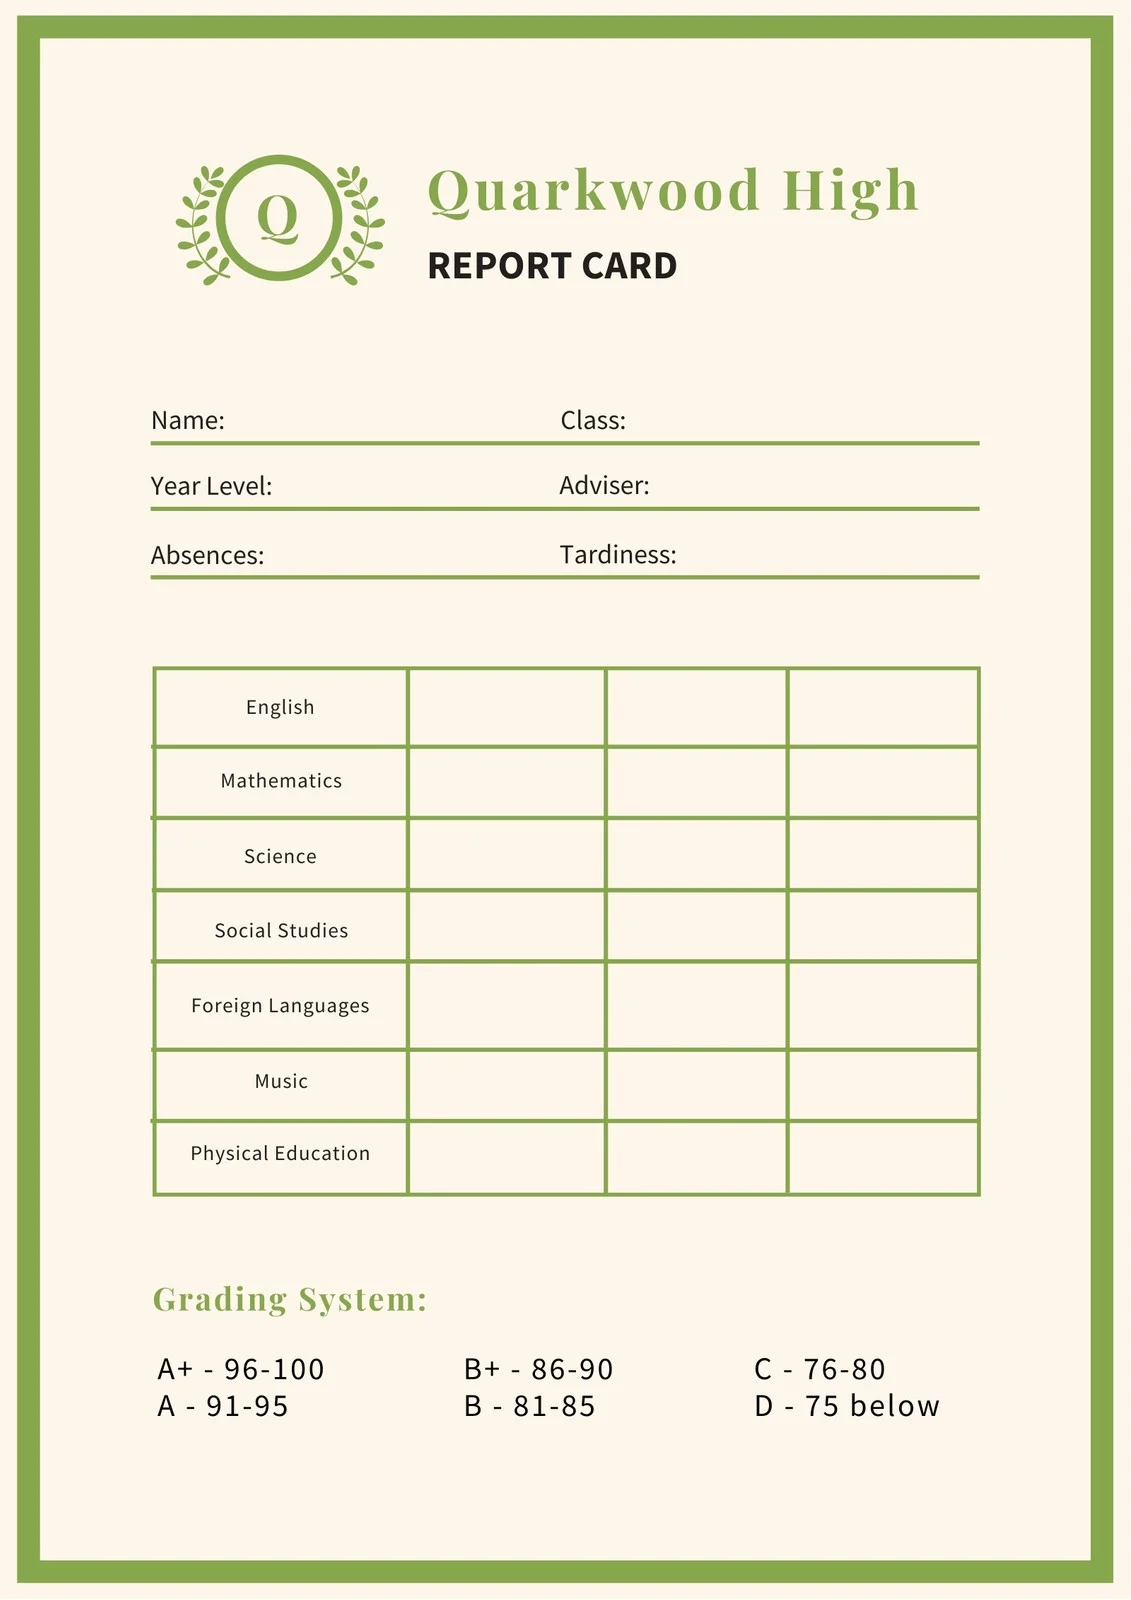 Q
Quarkwood High
REPORT CARD
Name: Class:
Year Level: Adviser:
Absences: Tardiness:
English
Mathematics
Science
Social Studies
Foreign Languages
Music
Physical Education
Grading System:
A+ - 96-100 B+ - 86-90 C - 76-80
A - 91-95 B - 81-85 D - 75 below